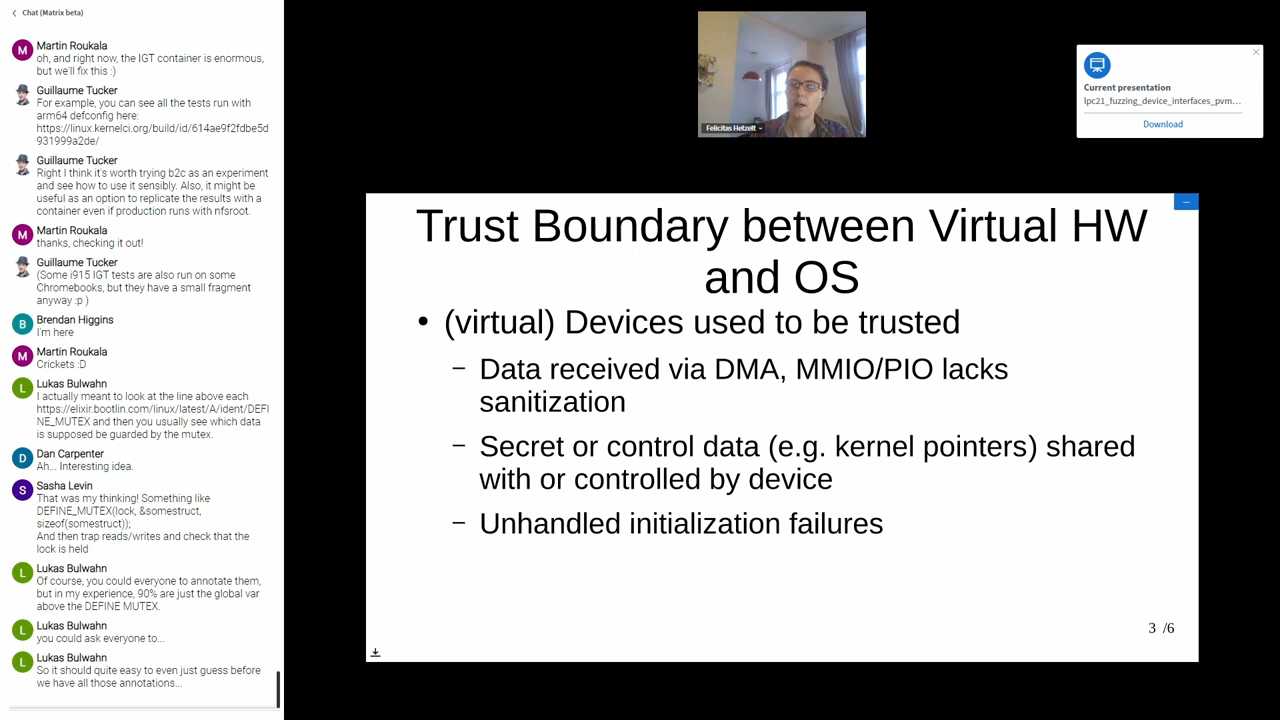 Chat (Matrix beta)
Martin Roukala
oh, and right now, the IGT container is enormous,
but we'll fix this :)
Guillaume Tucker
For example, you can see all the tests run with
arm64 defconfig here:
https://linux.kernelci.org/build/id/614ae9f2fdbe5d
931999a2de/
Guillaume Tucker
Right I think it's worth trying b2c as an experiment
and see how to use it sensibly. Also, it might be
useful as an option to replicate the results with a
container even if production runs with nfsroot.
Martin Roukala
thanks, checking it out!
Guillaume Tucker
(Some i915 IGT tests are also run on some
Chromebooks, but they have a small fragment
anyway :p )
Brendan Higgins
I'm here
Martin Roukala
Crickets :D
Lukas Bulwahn
I actually meant to look at the line above each
https://elixir.bootlin.com/linux/latest/A/ident/DEFI
NE_MUTEX and then you usually see which data
is supposed be guarded by the mutex.
Dan Carpenter
Ah... Interesting idea.
Sasha Levin
That was my thinking! Something like
DEFINE_MUTEX(lock, &somestruct,
sizeof(somestruct));
And then trap reads/writes and check that the
lock is held
Lukas Bulwahn
Of course, you could everyone to annotate them,
but in my experience, 90% are just the global var
above the DEFINE MUTEX.
Lukas Bulwahn
you could ask everyone to...
Lukas Bulwahn
So it should quite easy to even just guess before
we have all those annotations...
M
M
B
M
L
D
S
L
L
L
Felicitas Hetzelt
Current presentation
lpc21_fuzzing_device_interfaces_pvm...
Download
Trust Boundary between Virtual HW
and OS
• (virtual) Devices used to be trusted
– Data received via DMA, MMIO/PIO lacks
sanitization
– Secret or control data (e.g. kernel pointers) shared
with or controlled by device
– Unhandled initialization failures
3 /6